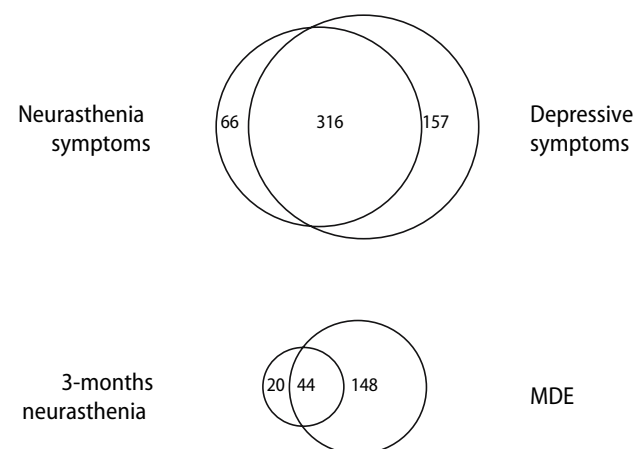 Neurasthenia
symptoms
66
316
157
Depressive
symptoms
3-months
neurasthenia
20
44
148
MDE